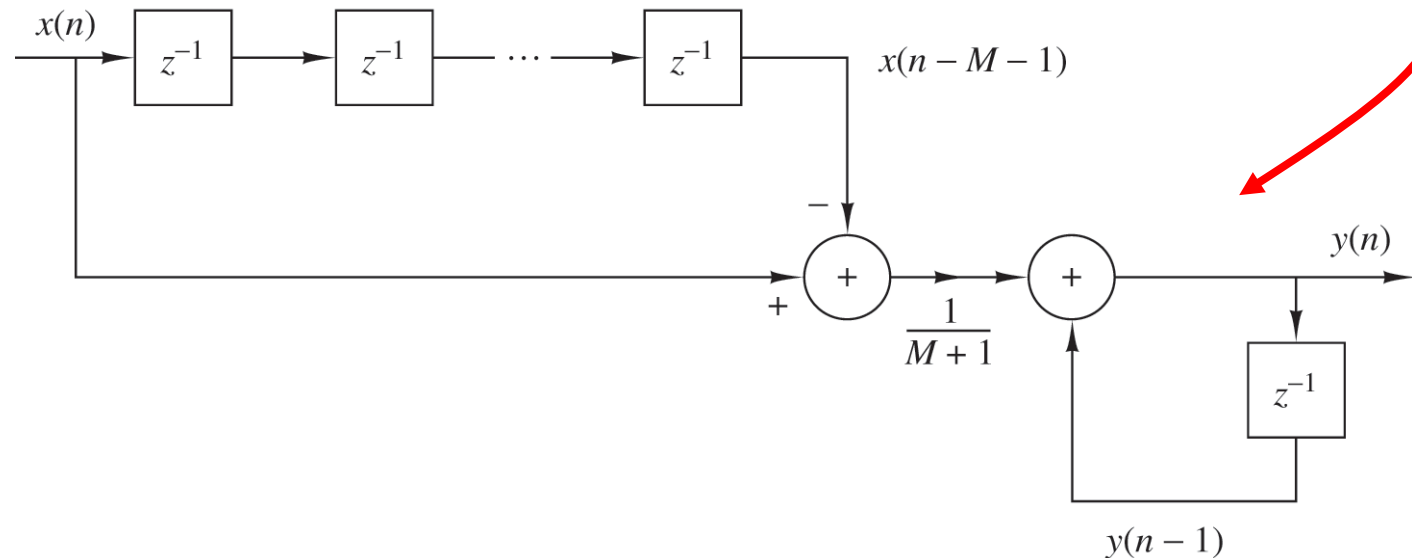 x(n)
z⁻¹
z⁻¹
...
z⁻¹
x(n − M − 1)
−
y(n)
+
+
+
1
M + 1
z⁻¹
y(n − 1)